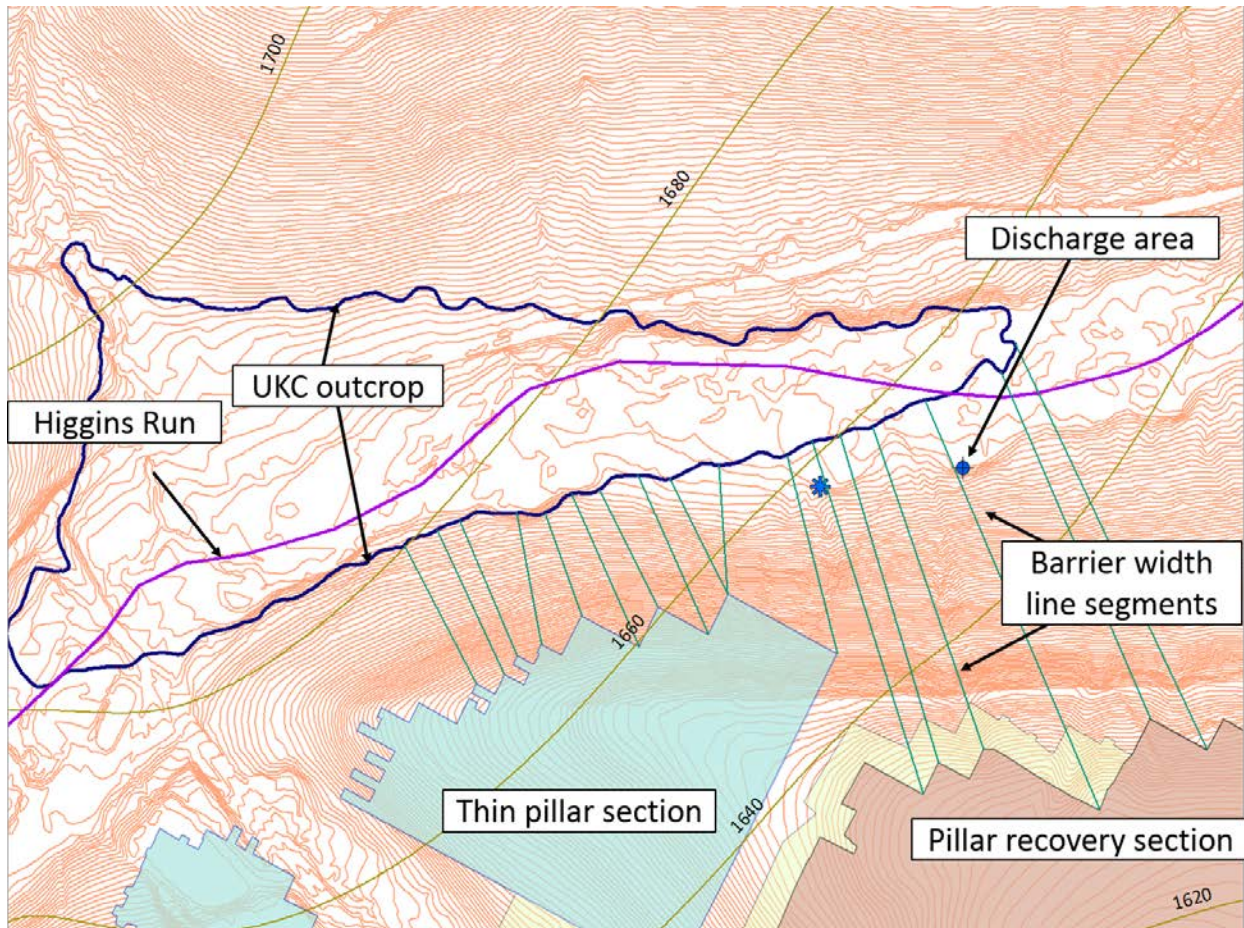 1700
1680
Discharge area
UKC outcrop
Higgins Run
Barrier width
line segments
1660
Thin pillar section
1640
Pillar recovery section
1620